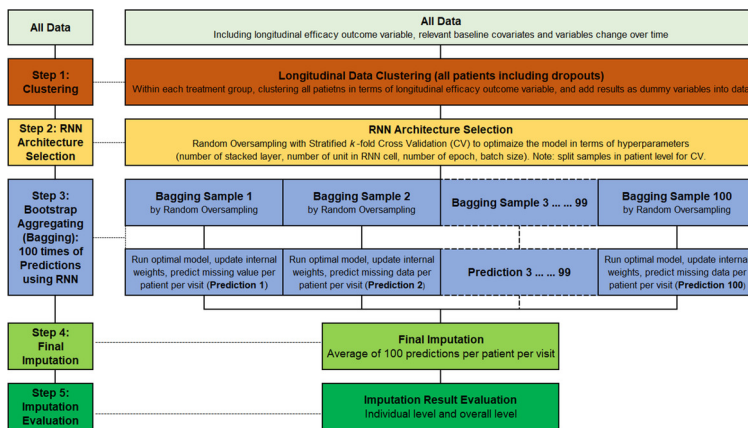 All Data
All Data
Including longitudinal efficacy outcome variable, relevant baseline covariates and variables change over time
Step 1:
Clustering
Longitudinal Data Clustering (all patients including dropouts)
Within each treatment group, clustering all patietns in terms of longitudinal efficacy outcome variable, and add results as dummy variables into data
Step 2: RNN
Architecture
Selection
RNN Architecture Selection
Random Oversampling with Stratified k-fold Cross Validation (CV) to optimaize the model in terms of hyperparameters
(number of stacked layer, number of unit in RNN cell, number of epoch, batch size). Note: split samples in patient level for CV.
Step 3:
Bootstrap
Aggregating
(Bagging):
100 times of
Predictions
using RNN
Bagging Sample 1
by Random Oversampling
Bagging Sample 2
by Random Oversampling
Bagging Sample 3 ... ... 99
Bagging Sample 100
by Random Oversampling
Run optimal model, update internal
weights, predict missing value per
patient per visit (Prediction 1)
Run optimal model, update internal
weights, predict missing data per
patient per visit (Prediction 2)
Prediction 3 ... ... 99
Run optimal model, update internal
weights, predict missing data per
patient per visit (Prediction 100)
Step 4:
Final
Imputation
Final Imputation
Average of 100 predictions per patient per visit
Step 5:
Imputation
Evaluation
Imputation Result Evaluation
Individual level and overall level